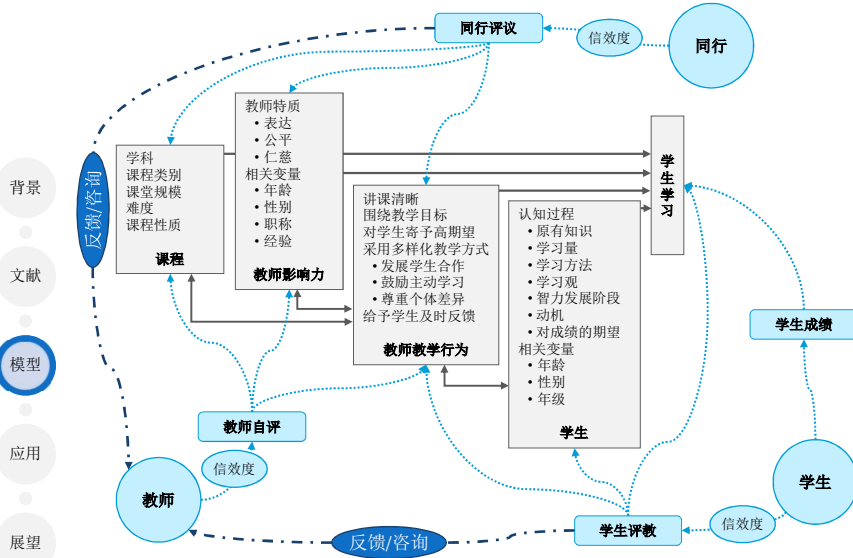 同行评议
信效度
同行
背景
文献
模型
应用
展望
反馈/咨询
学科
课程类别
课堂规模
难度
课程性质
课程
教师特质
• 表达
• 公平
• 仁慈
相关变量
• 年龄
• 性别
• 职称
• 经验
教师影响力
讲课清晰
围绕教学目标
对学生寄予高期望
采用多样化教学方式
• 发展学生合作
• 鼓励主动学习
• 尊重个体差异
给予学生及时反馈
教师教学行为
认知过程
• 原有知识
• 学习量
• 学习方法
• 学习观
• 智力发展阶段
• 动机
• 对成绩的期望
相关变量
• 年龄
• 性别
• 年级
学生
学生学习
学生成绩
教师自评
信效度
教师
学生
信效度
学生评教
反馈/咨询